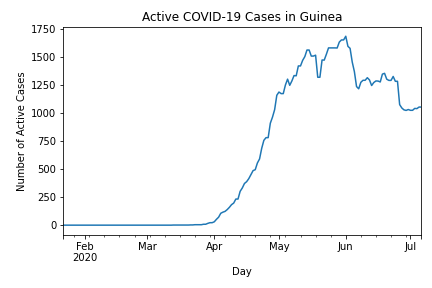 Active COVID-19 Cases in Guinea
1750
1500
1250
1000
750
500
250
0
Number of Active Cases
Feb
2020
Mar
Apr
May
Jun
Jul
Day